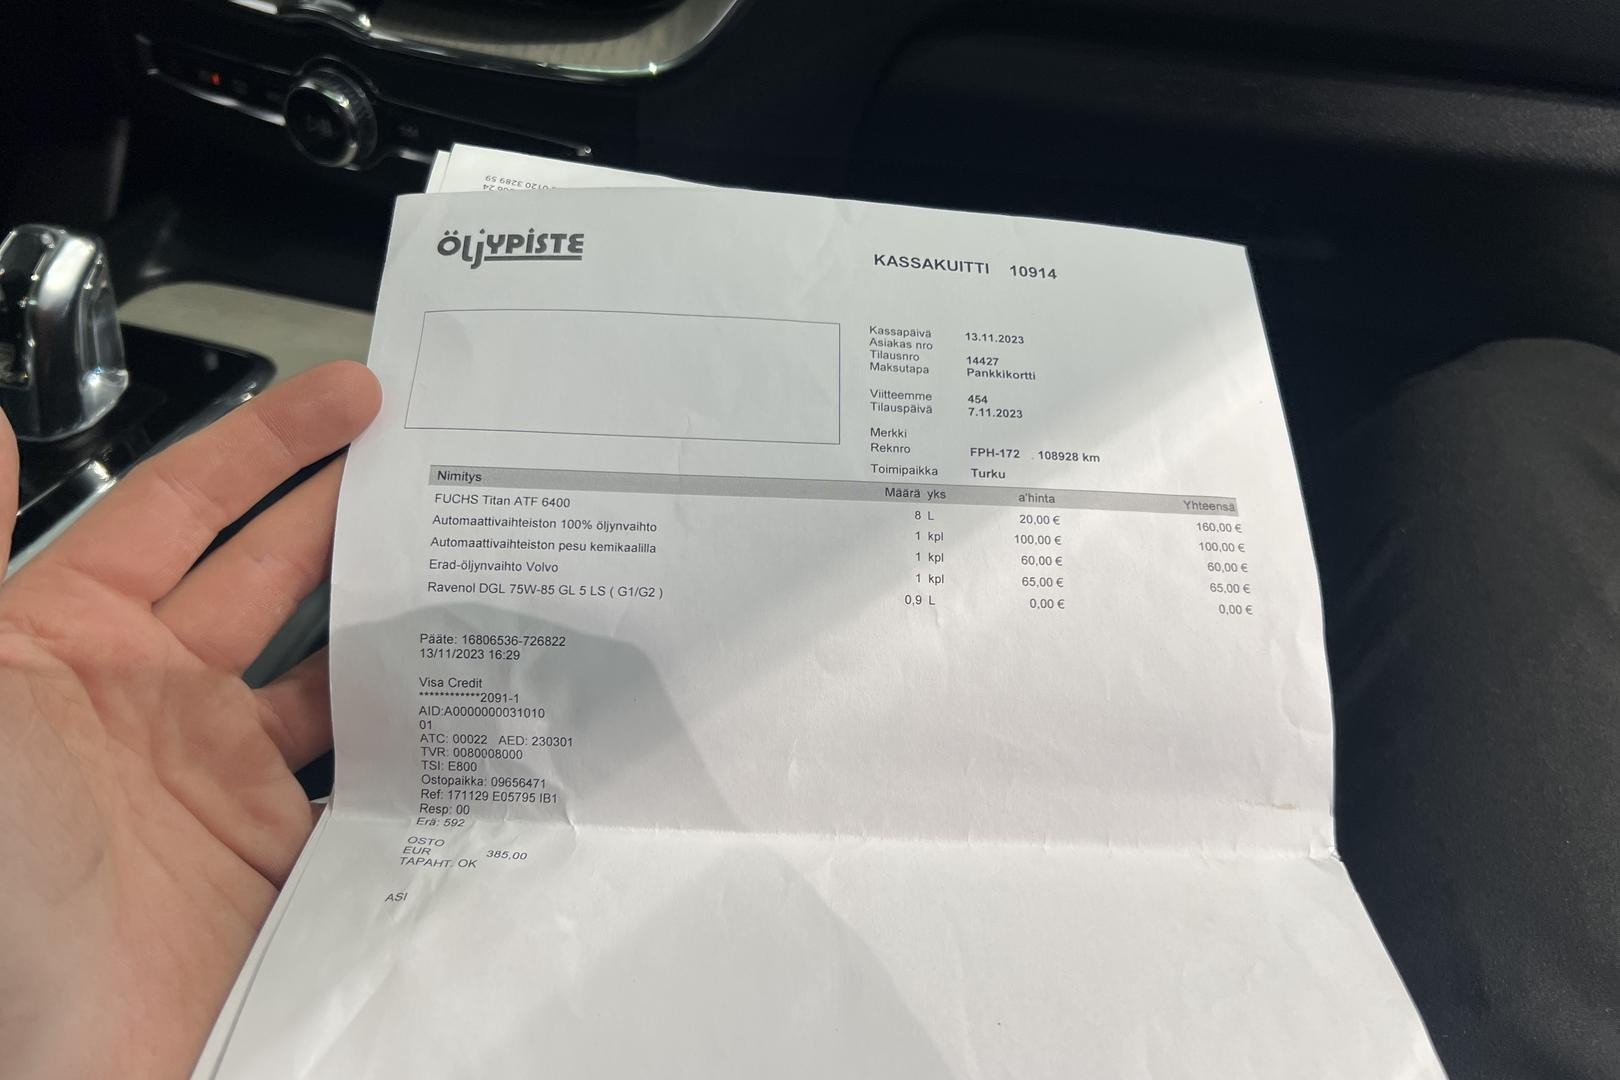 0120 3289 59
ÖljYPiSTE
KASSAKUITTI 10914
Kassapäivä 13.11.2023
Asiakas nro
Tilausnro 14427
Maksutapa Pankkikortti
Viitteemme 454
Tilauspäivä 7.11.2023
Merkki
Reknro FPH-172 108928 km
Toimipaikka Turku
Nimitys Määrä yks a'hinta Yhteensä
FUCHS Titan ATF 6400 8 L 20,00 € 160,00 €
Automaattivaihteiston 100% öljynvaihto 1 kpl 100,00 € 100,00 €
Automaattivaihteiston pesu kemikaalilla 1 kpl 60,00 € 60,00 €
Erad-öljynvaihto Volvo 1 kpl 65,00 € 65,00 €
Ravenol DGL 75W-85 GL 5 LS ( G1/G2 ) 0,9 L 0,00 € 0,00 €
Pääte: 16806536-726822
13/11/2023 16:29
Visa Credit
************2091-1
AID:A0000000031010
01
ATC: 00022 AED: 230301
TVR: 0080008000
TSI: E800
Ostopaikka: 09656471
Ref: 171129 E05795 IB1
Resp: 00
Erä: 592
OSTO
EUR 385,00
TAPAHT. OK
ASI